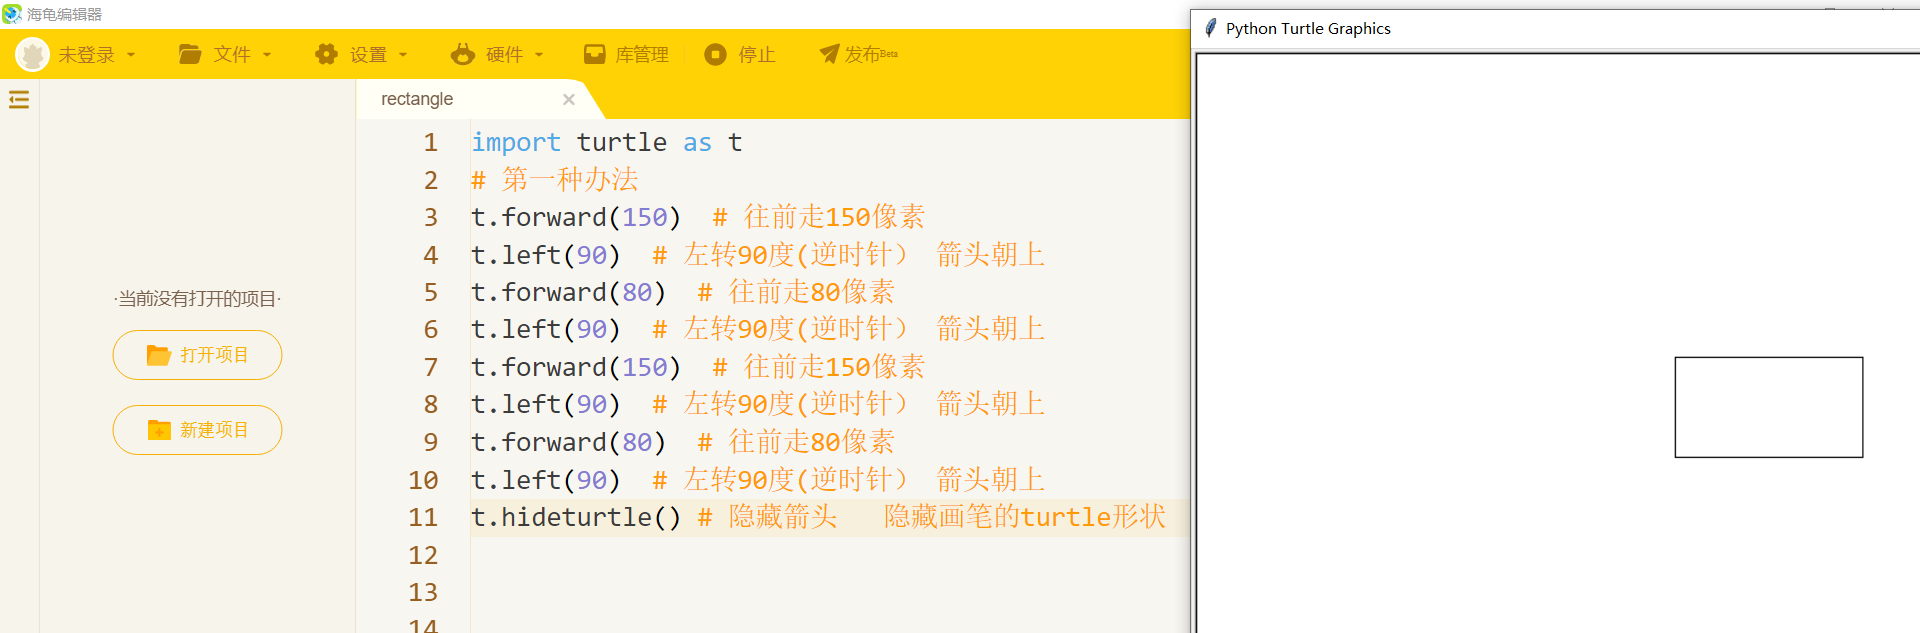 海龟编辑器
Python Turtle Graphics
未登录 文件 设置 硬件 库管理 停止 发布Beta
rectangle
·当前没有打开的项目·
打开项目
新建项目
1 import turtle as t
2 # 第一种办法
3 t.forward(150)  # 往前走150像素
4 t.left(90)  # 左转90度(逆时针） 箭头朝上
5 t.forward(80)  # 往前走80像素
6 t.left(90)  # 左转90度(逆时针） 箭头朝上
7 t.forward(150)  # 往前走150像素
8 t.left(90)  # 左转90度(逆时针） 箭头朝上
9 t.forward(80)  # 往前走80像素
10 t.left(90)  # 左转90度(逆时针） 箭头朝上
11 t.hideturtle() # 隐藏箭头   隐藏画笔的turtle形状
12
13
14